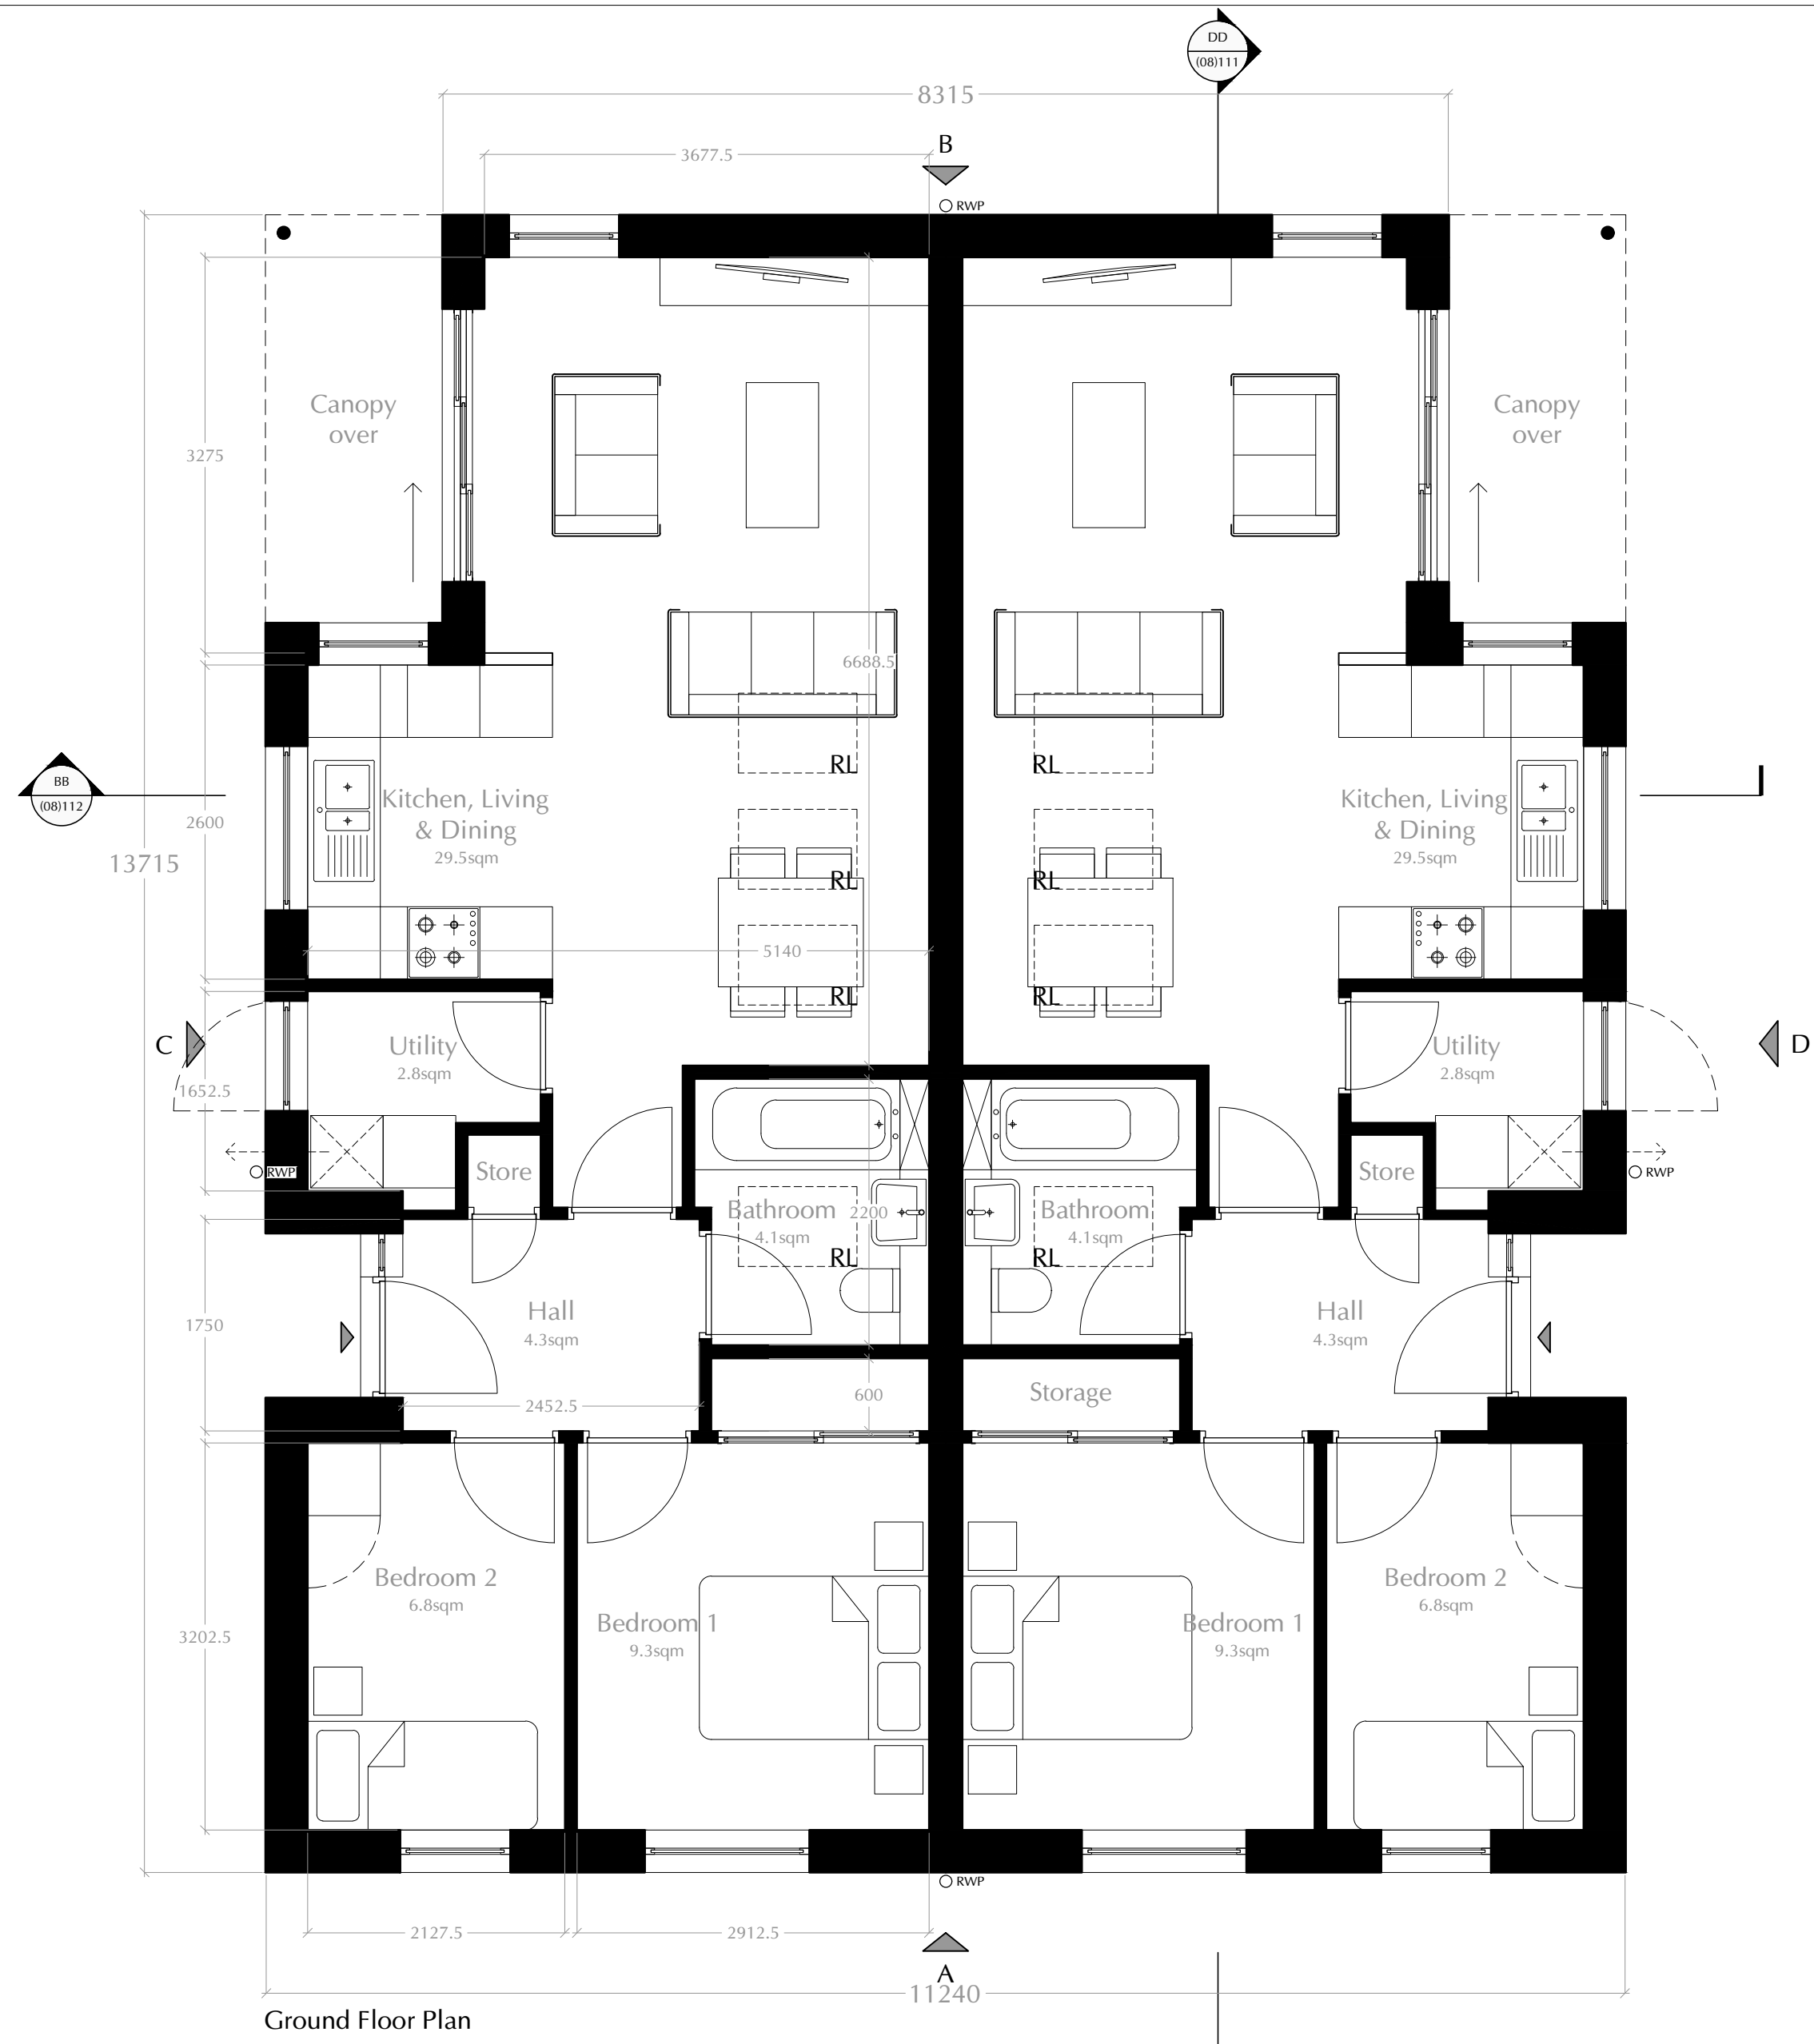 DD
(08)111
8315
B
3677.5
RWP
Canopy
over
Canopy
over
3275
6688.5
RL
RL
BB
(08)112
Kitchen, Living
& Dining
29.5sqm
Kitchen, Living
& Dining
29.5sqm
2600
13715
RL
RL
5140
RL
RL
C
Utility
2.8sqm
Utility
2.8sqm
D
1652.5
RWP
Store
Store
RWP
Bathroom
4.1sqm
2200
Bathroom
4.1sqm
RL
RL
Hall
4.3sqm
Hall
4.3sqm
1750
2452.5
600
Storage
Bedroom 2
6.8sqm
Bedroom 2
6.8sqm
Bedroom 1
9.3sqm
Bedroom 1
9.3sqm
3202.5
RWP
2127.5
2912.5
A
11240
Ground Floor Plan